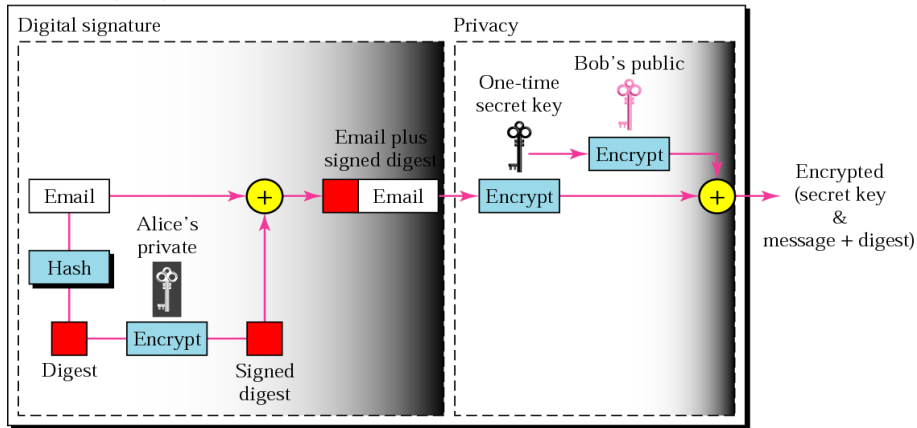 Digital signature
Privacy
Bob’s public
One-time
secret key
Encrypt
Email plus
signed digest
Email
+
Email
Encrypt
+
Encrypted
(secret key
&
message + digest)
Alice’s
private
Hash
Encrypt
Digest
Signed
digest